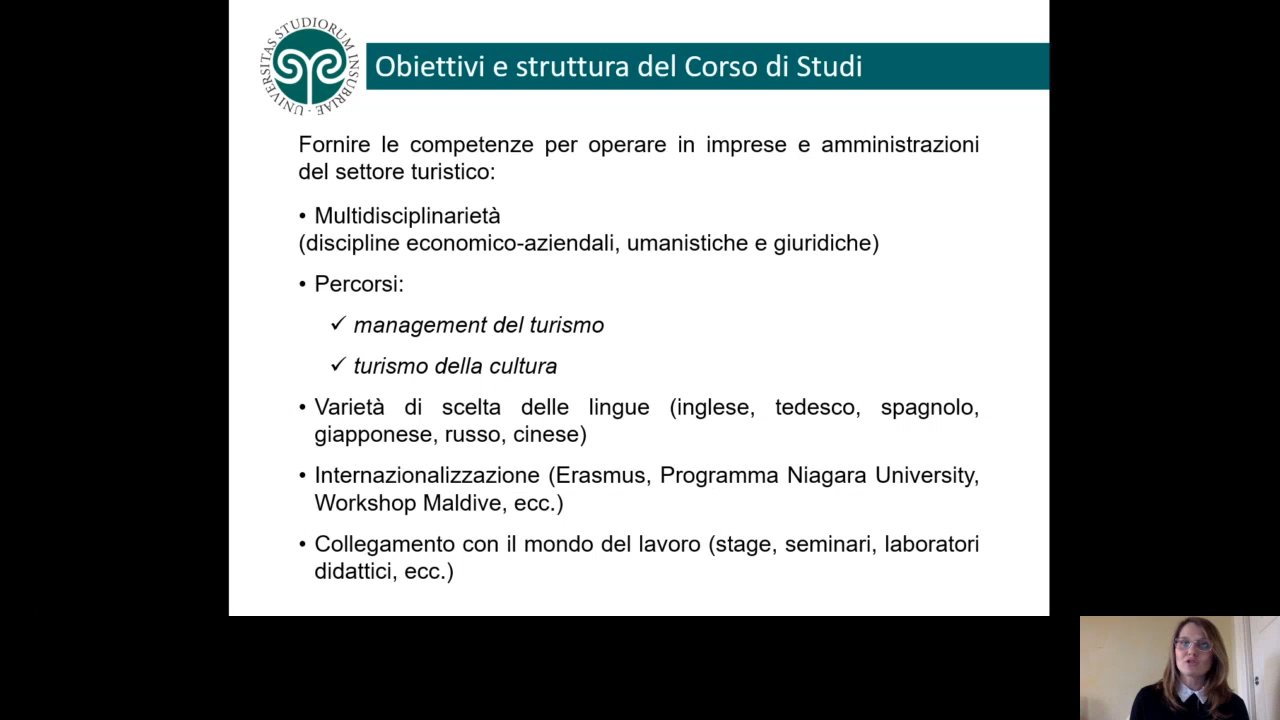 UNIVERSITAS STUDIORUM INSUBRIAE
Obiettivi e struttura del Corso di Studi
Fornire le competenze per operare in imprese e amministrazioni
del settore turistico:
• Multidisciplinarietà
(discipline economico-aziendali, umanistiche e giuridiche)
• Percorsi:
✓ management del turismo
✓ turismo della cultura
• Varietà di scelta delle lingue (inglese, tedesco, spagnolo,
giapponese, russo, cinese)
• Internazionalizzazione (Erasmus, Programma Niagara University,
Workshop Maldive, ecc.)
• Collegamento con il mondo del lavoro (stage, seminari, laboratori
didattici, ecc.)